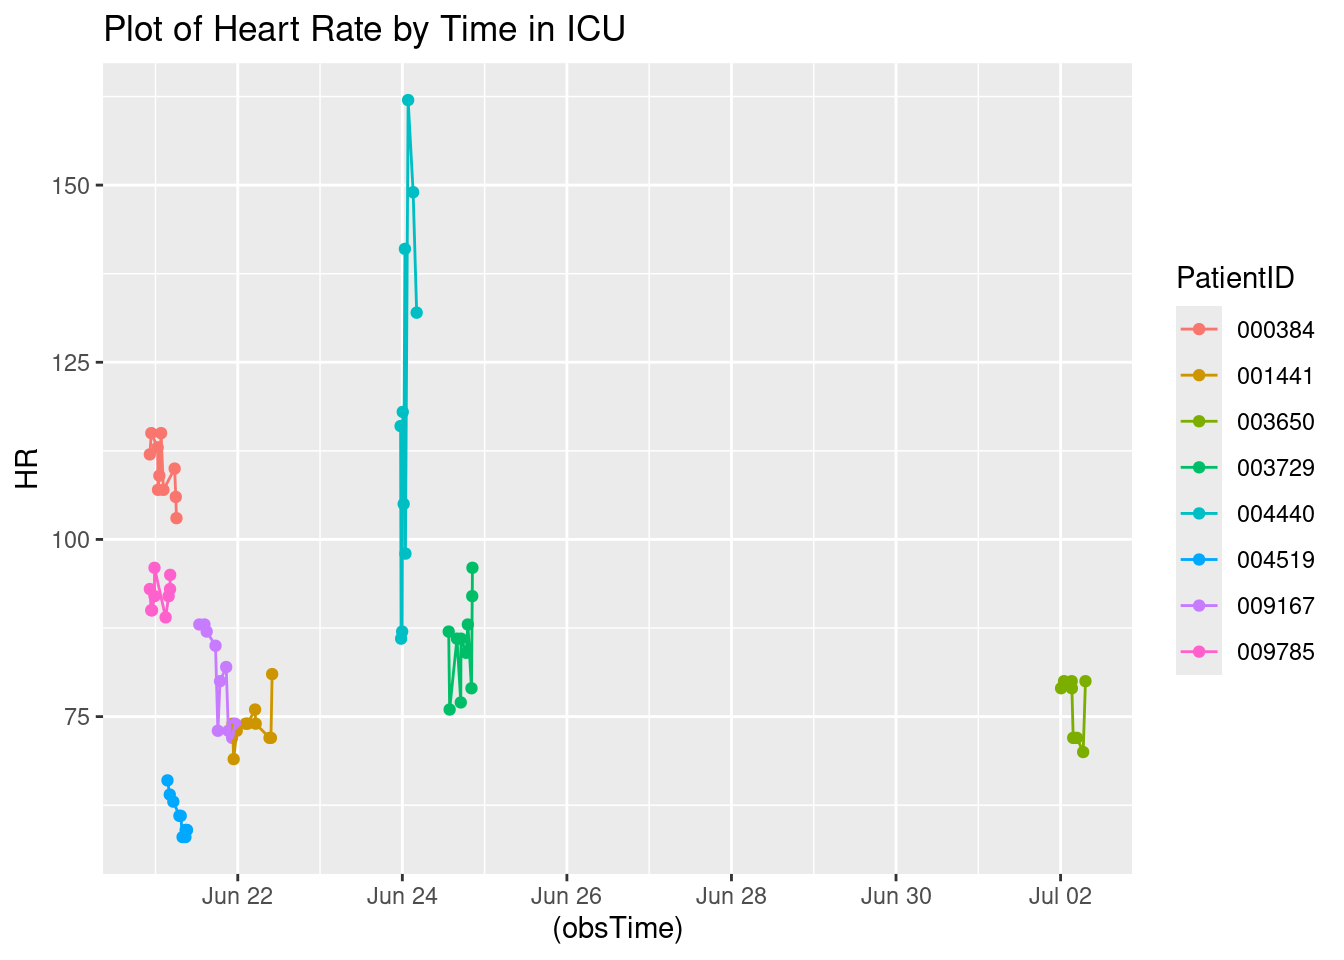 Plot of Heart Rate by Time in ICU
150
125
100
75
HR
Jun 22
Jun 24
Jun 26
Jun 28
Jun 30
Jul 02
(obsTime)
PatientID
000384
001441
003650
003729
004440
004519
009167
009785